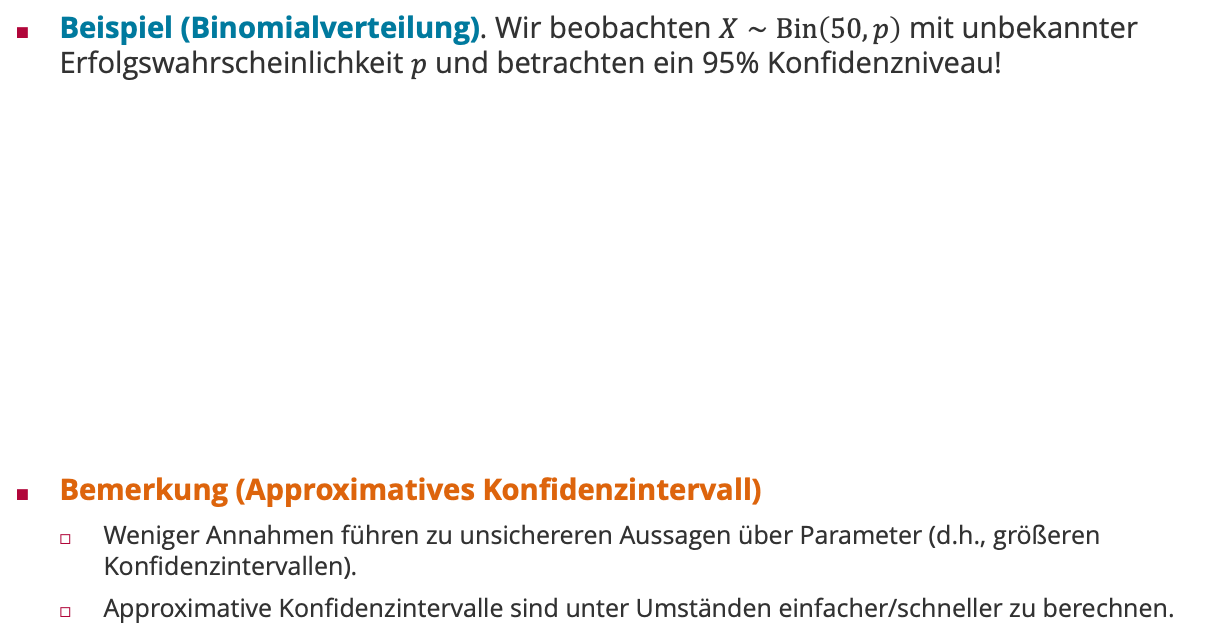 Beispiel (Binomialverteilung). Wir beobachten X ~ Bin(50, p) mit unbekannter
Erfolgswahrscheinlichkeit p und betrachten ein 95% Konfidenzniveau!
Bemerkung (Approximatives Konfidenzintervall)
Weniger Annahmen führen zu unsichereren Aussagen über Parameter (d.h., größeren
Konfidenzintervallen).
Approximative Konfidenzintervalle sind unter Umständen einfacher/schneller zu berechnen.